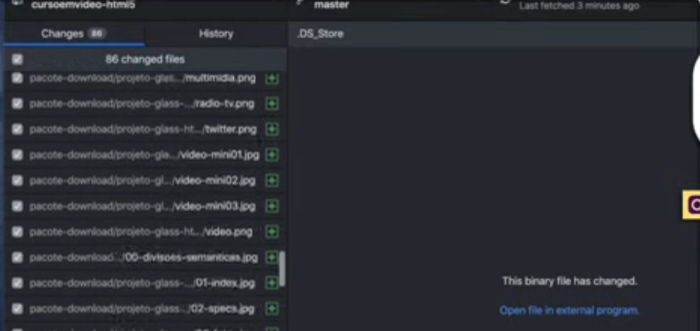 cursoemvideo-html5
master
Last fetched 3 minutes ago
Changes 86
History
.DS_Store
86 changed files
pacote-download/projeto-glas.../multimidia.png
pacote-download/projeto-glass-.../radio-tv.png
pacote-download/projeto-glass-ht.../twitter.png
pacote-download/projeto-gla.../video-mini01.jpg
pacote-download/projeto-gl.../video-mini02.jpg
pacote-download/projeto-gl.../video-mini03.jpg
pacote-download/projeto-glass-ht.../video.png
pacote-download/.../00-divisoes-semanticas.jpg
pacote-download/projeto-glass.../01-index.jpg
pacote-download/projeto-glass.../02-specs.jpg
This binary file has changed.
Open file in external program.